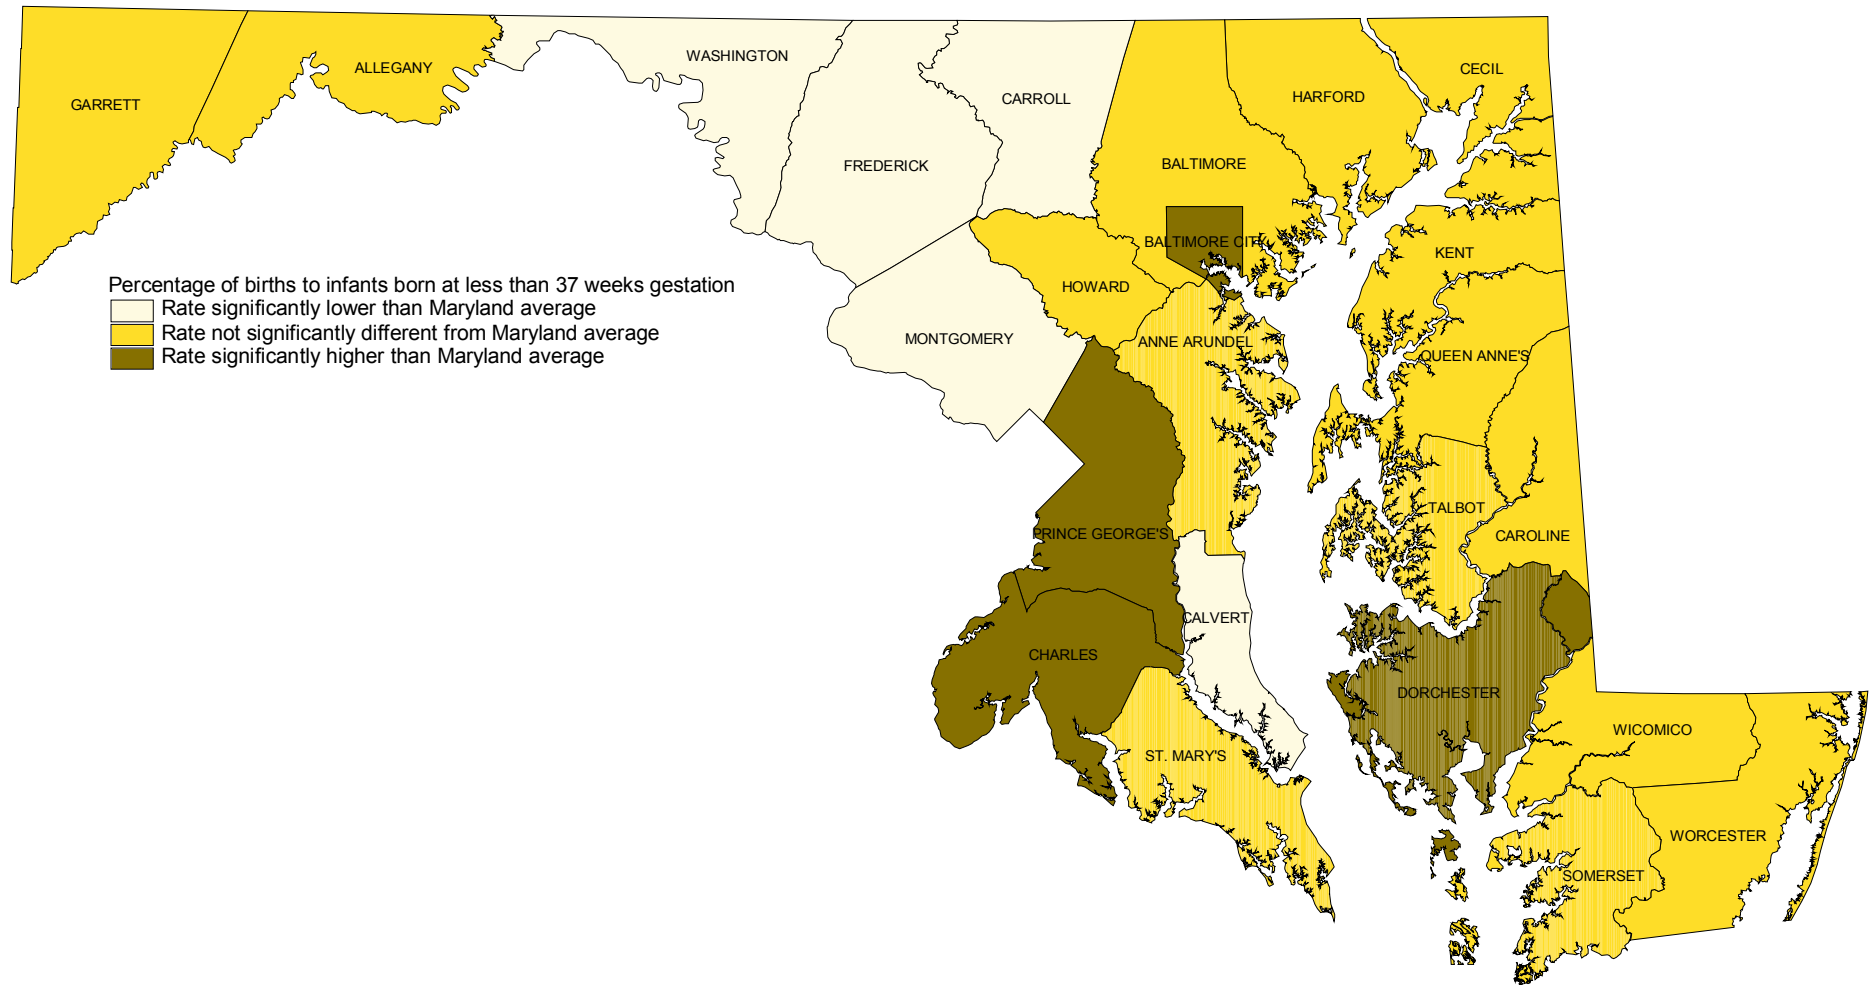 WASHINGTON
ALLEGANY
CECIL
GARRETT
CARROLL
HARFORD
FREDERICK
BALTIMORE
BALTIMORE CITY
KENT
Percentage of births to infants born at less than 37 weeks gestation
HOWARD
Rate significantly lower than Maryland average
Rate not significantly different from Maryland average
MONTGOMERY
ANNE ARUNDEL
Rate significantly higher than Maryland average
QUEEN ANNE'S
TALBOT
PRINCE GEORGE'S
CAROLINE
CALVERT
CHARLES
DORCHESTER
WICOMICO
ST. MARY'S
WORCESTER
SOMERSET